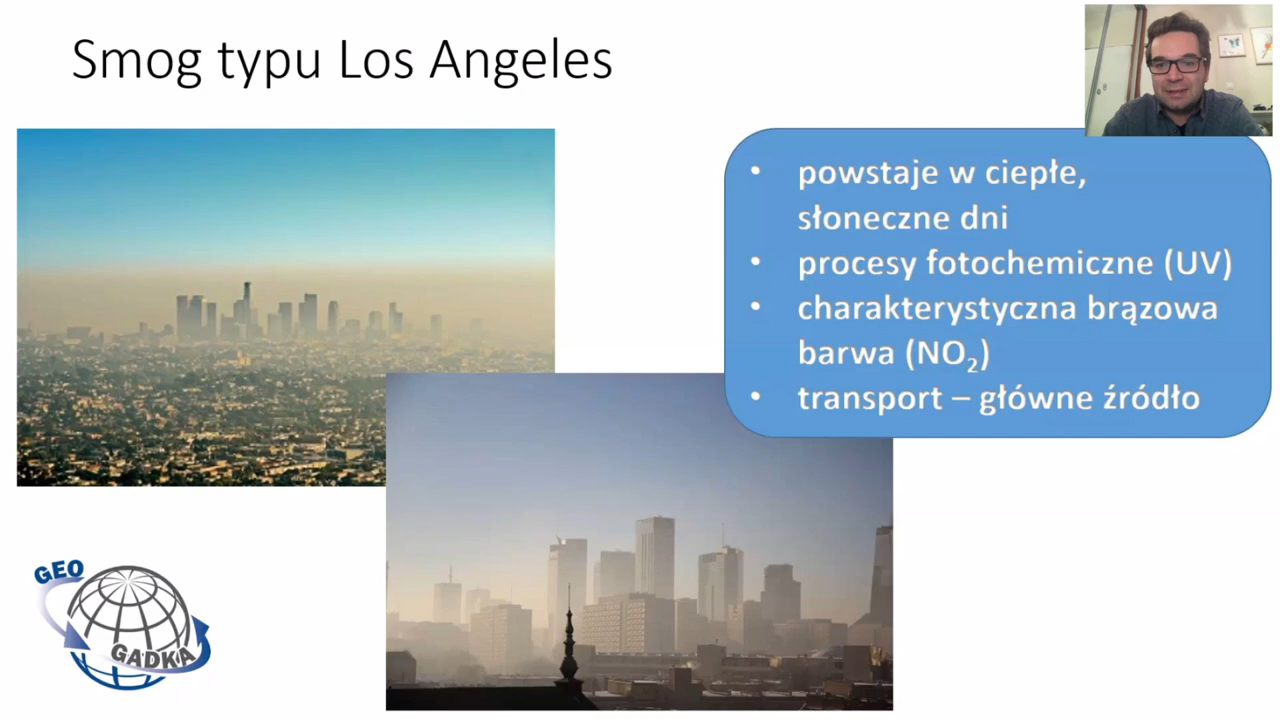 Smog typu Los Angeles
• powstaje w ciepłe,
słoneczne dni
• procesy fotochemiczne (UV)
• charakterystyczna brązowa
barwa (NO₂)
• transport – główne źródło
GEO
GADKA